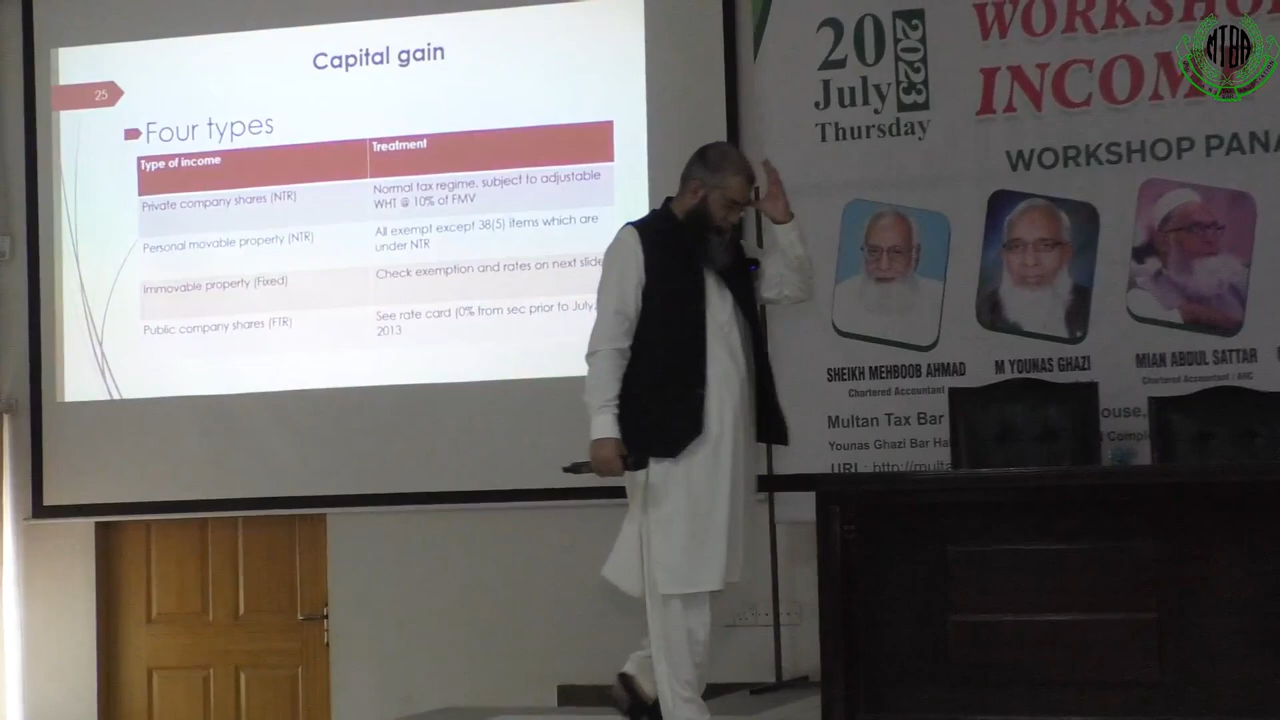 Capital gain
25
Four types
Type of income
Treatment
Private company shares (NTR)
Normal tax regime, subject to adjustable
WHT @ 10% of FMV
Personal movable property (NTR)
All exempt except 38(5) items which are
under NTR
Immovable property (Fixed)
Check exemption and rates on next slide
Public company shares (FTR)
See rate card (0% from sec prior to July,
2013
20
July
2023
Thursday
WORKSHO
INCOM
MTBA
WORKSHOP PANA
SHEIKH MEHBOOB AHMAD
Chartered Accountant
M YOUNAS GHAZI
MIAN ABDUL SATTAR
Chartered Accountant / AHC
Multan Tax Bar
ouse,
Younas Ghazi Bar Ha
Compl
URL : http://multa